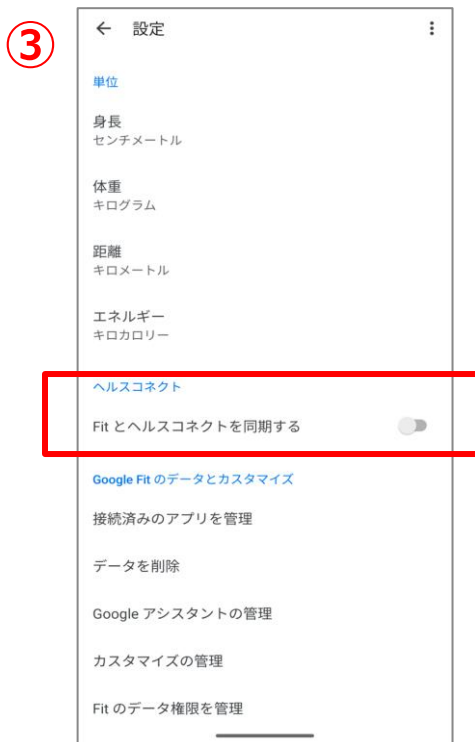 ③
設定
単位
身長
センチメートル
体重
キログラム
距離
キロメートル
エネルギー
キロカロリー
ヘルスコネクト
Fit とヘルスコネクトを同期する
Google Fit のデータとカスタマイズ
接続済みのアプリを管理
データを削除
Google アシスタントの管理
カスタマイズの管理
Fit のデータ権限を管理